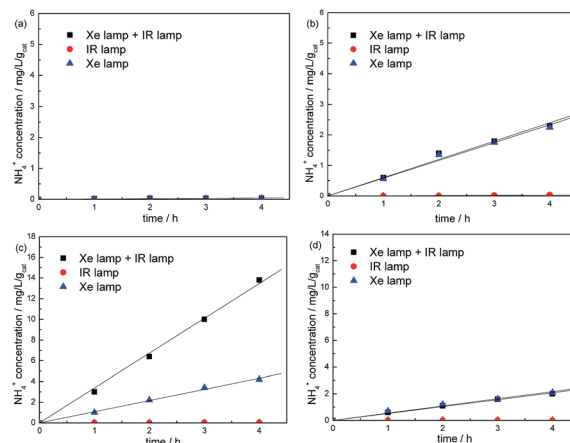 (a)
Xe lamp + IR lamp
IR lamp
Xe lamp
NH₄⁺ concentration / mg/L/g_cat
6
5
4
3
2
1
0
0 1 2 3 4
time / h
(b)
Xe lamp + IR lamp
IR lamp
Xe lamp
NH₄⁺ concentration / mg/L/g_cat
6
5
4
3
2
1
0
0 1 2 3 4
time / h
(c)
Xe lamp + IR lamp
IR lamp
Xe lamp
NH₄⁺ concentration / mg/L/g_cat
18
16
14
12
10
8
6
4
2
0
0 1 2 3 4
time / h
(d)
Xe lamp + IR lamp
IR lamp
Xe lamp
NH₄⁺ concentration / mg/L/g_cat
14
12
10
8
6
4
2
0
0 1 2 3 4
time / h